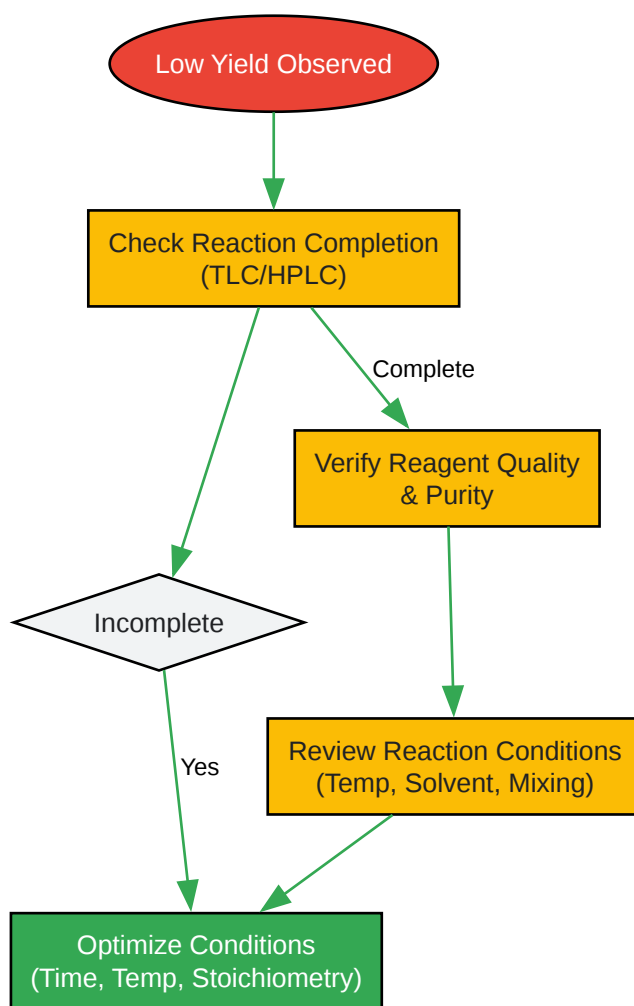 Low Yield Observed
Check Reaction Completion
(TLC/HPLC)
Complete
Verify Reagent Quality
& Purity
Incomplete
Review Reaction Conditions
(Temp, Solvent, Mixing)
Yes
Optimize Conditions
(Time, Temp, Stoichiometry)